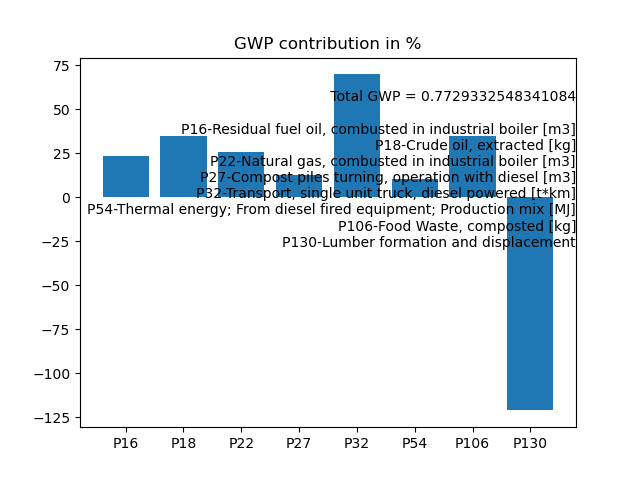 GWP contribution in %
75
50
25
0
−25
−50
−75
−100
−125
Total GWP = 0.7729332548341084
P16-Residual fuel oil, combusted in industrial boiler [m3]
P18-Crude oil, extracted [kg]
P22-Natural gas, combusted in industrial boiler [m3]
P27-Compost piles turning, operation with diesel [m3]
P32-Transport, single unit truck, diesel powered [t*km]
P54-Thermal energy; From diesel fired equipment; Production mix [MJ]
P106-Food Waste, composted [kg]
P130-Lumber formation and displacement
P16 P18 P22 P27 P32 P54 P106 P130